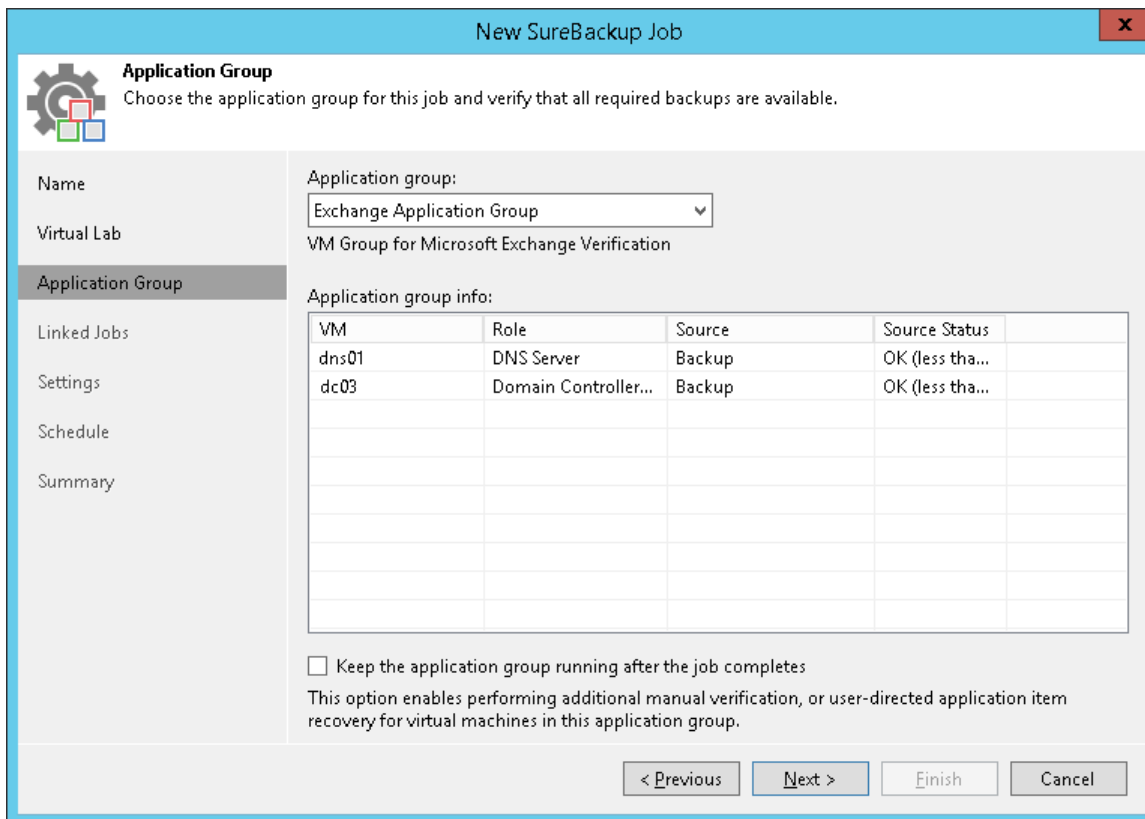 New SureBackup Job
x
Application Group
Choose the application group for this job and verify that all required backups are available.
Name
Virtual Lab
Application Group
Linked Jobs
Settings
Schedule
Summary
Application group:
Exchange Application Group
VM Group for Microsoft Exchange Verification
Application group info:
VM Role Source Source Status
dns01 DNS Server Backup OK (less tha...
dc03 Domain Controller... Backup OK (less tha...
Keep the application group running after the job completes
This option enables performing additional manual verification, or user-directed application item
recovery for virtual machines in this application group.
< Previous Next > Finish Cancel